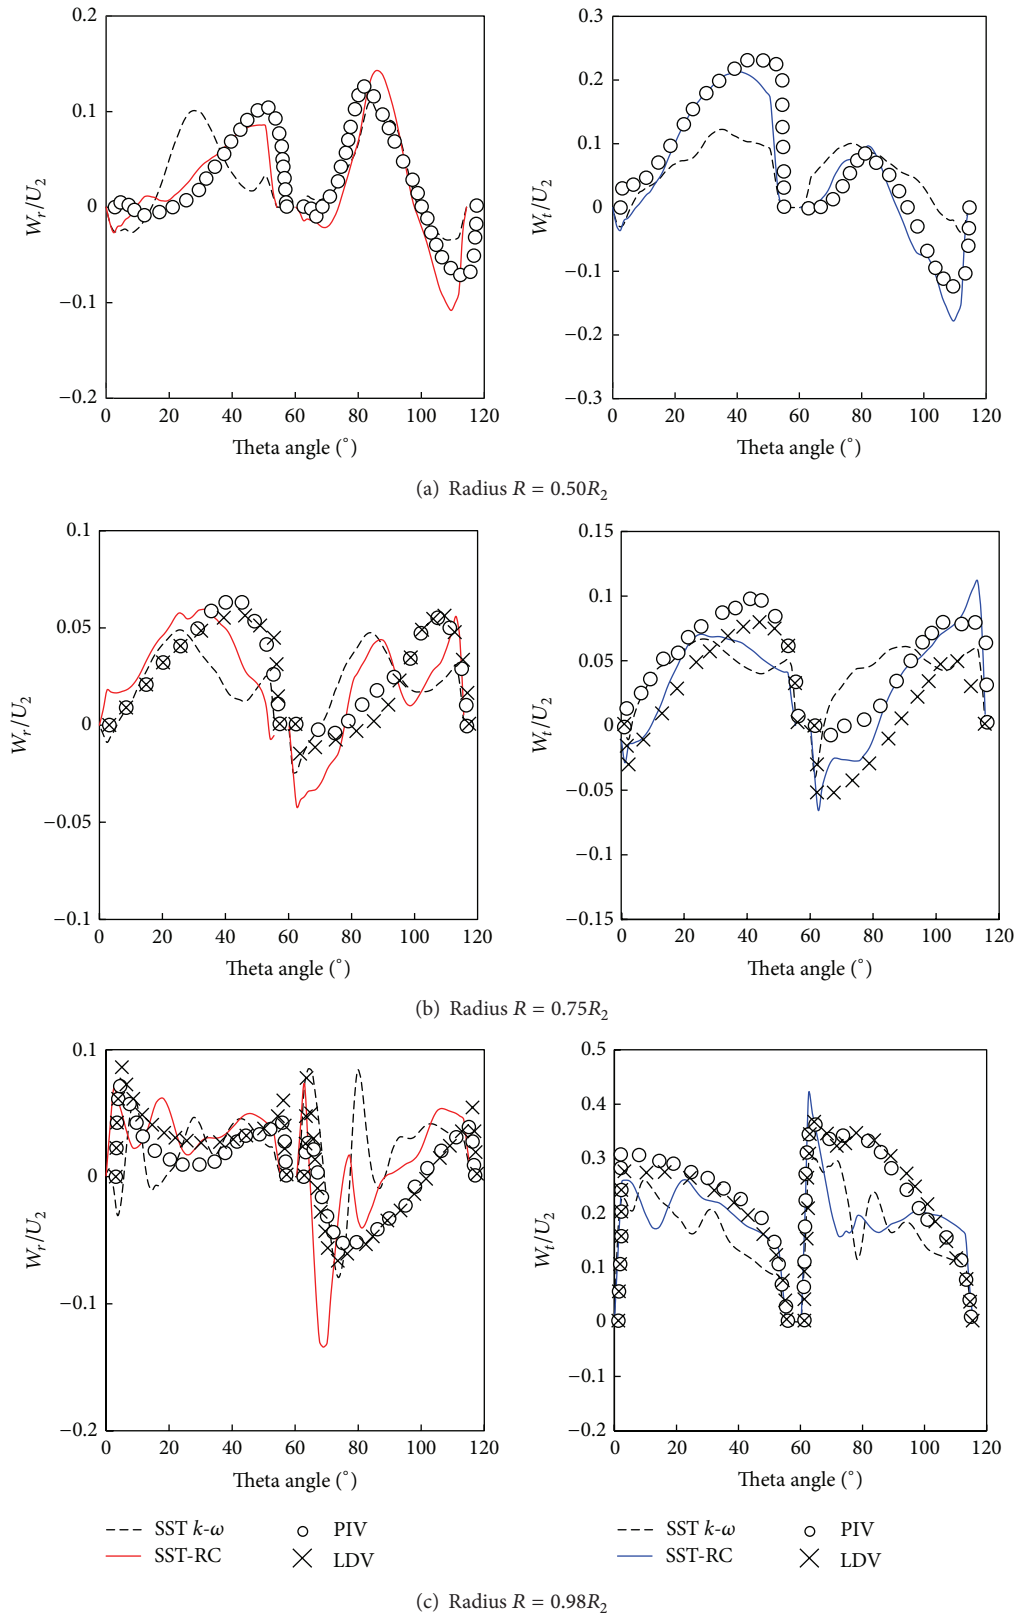 0.2
0.1
0
−0.1
−0.2
W_r/U_2
0 20 40 60 80 100 120
Theta angle (°)
0.3
0.2
0.1
0
−0.1
−0.2
−0.3
W_t/U_2
0 20 40 60 80 100 120
Theta angle (°)
(a) Radius R = 0.50R_2
0.1
0.05
0
−0.05
−0.1
W_r/U_2
0 20 40 60 80 100 120
Theta angle (°)
0.15
0.1
0.05
0
−0.05
−0.1
−0.15
W_t/U_2
0 20 40 60 80 100 120
Theta angle (°)
(b) Radius R = 0.75R_2
0.1
0
−0.1
−0.2
W_r/U_2
0 20 40 60 80 100 120
Theta angle (°)
0.5
0.4
0.3
0.2
0.1
0
−0.1
−0.2
W_t/U_2
0 20 40 60 80 100 120
Theta angle (°)
SST k-ω PIV
SST-RC LDV
SST k-ω PIV
SST-RC LDV
(c) Radius R = 0.98R_2